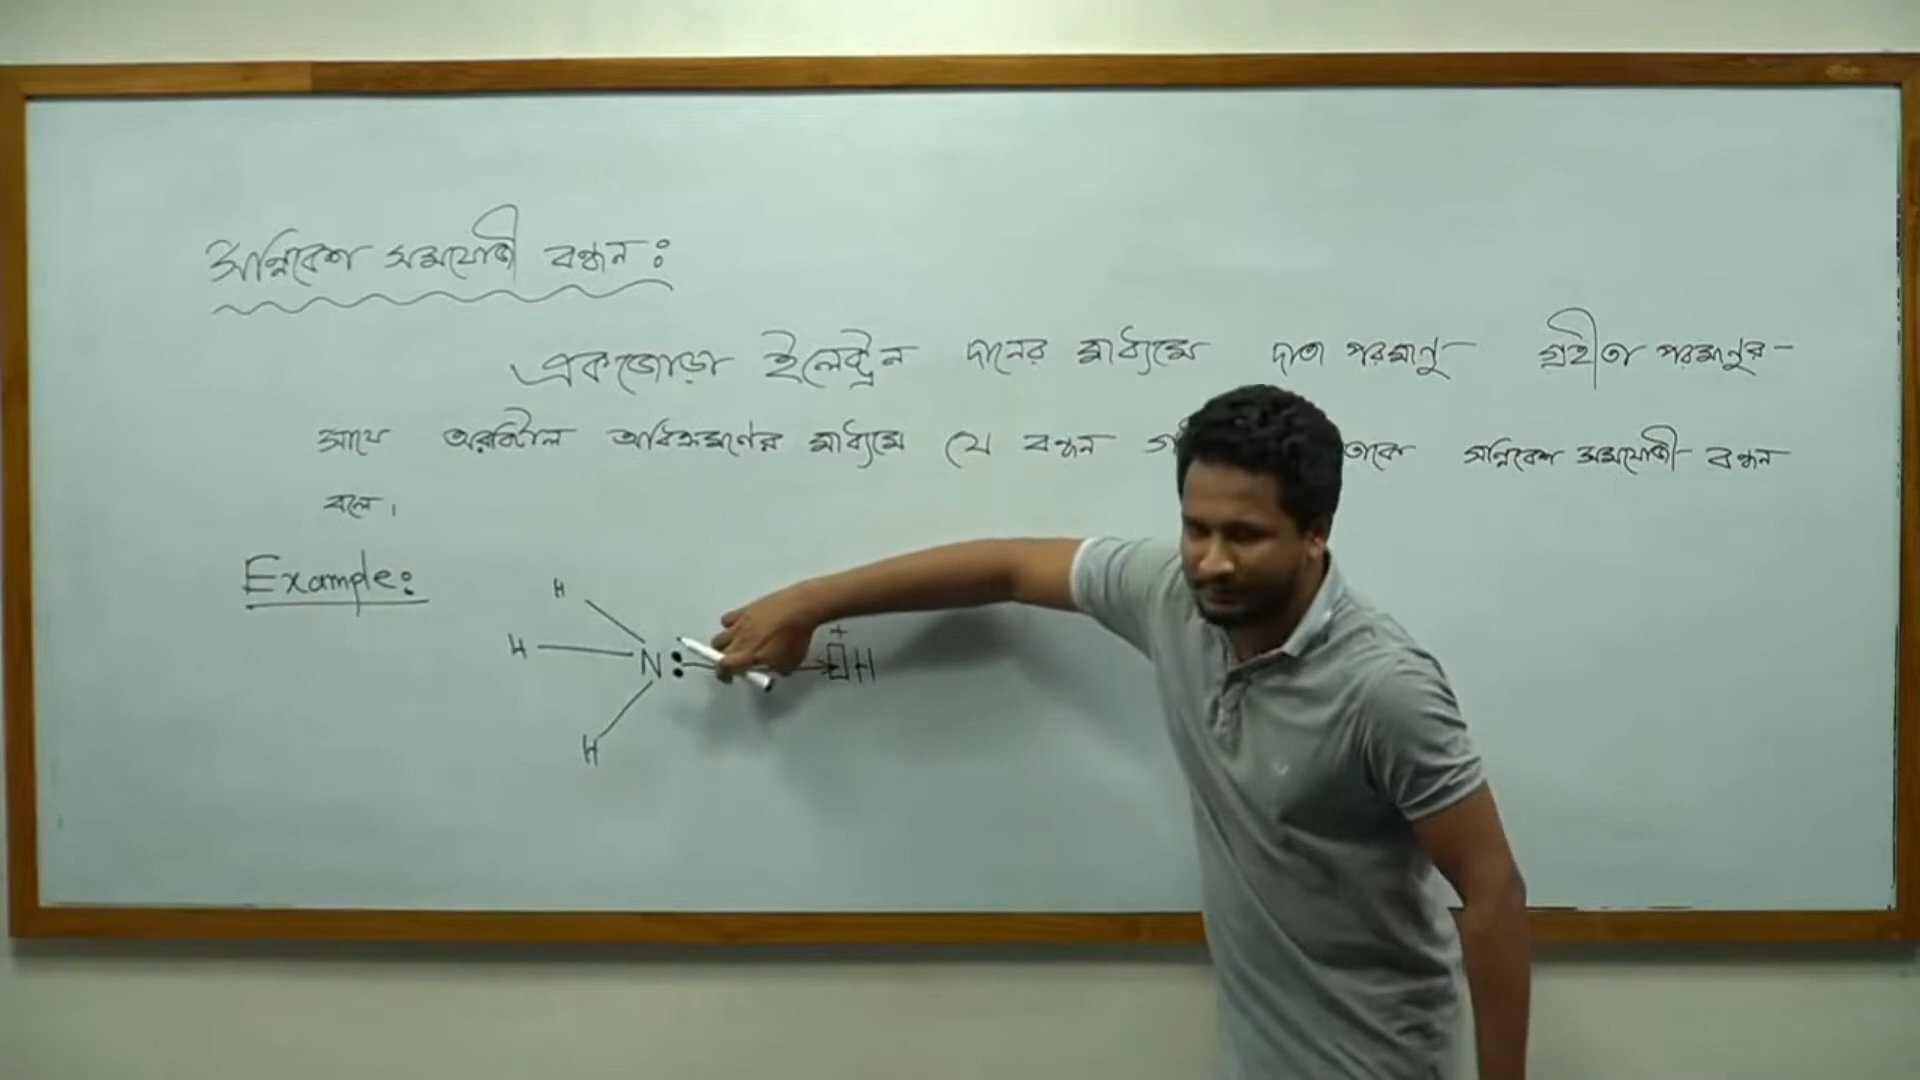 সন্নিবেশ সমযোজী বন্ধন :
একজোড়া ইলেক্ট্রন দানের মাধ্যমে দাতা পরমাণু গ্রহীতা পরমাণুর
সাথে অরবিটাল অধিক্রমণের মাধ্যমে যে বন্ধন তাকে সন্নিবেশ সমযোজী বন্ধন
বলে।
Example:
H
H N : + H
H